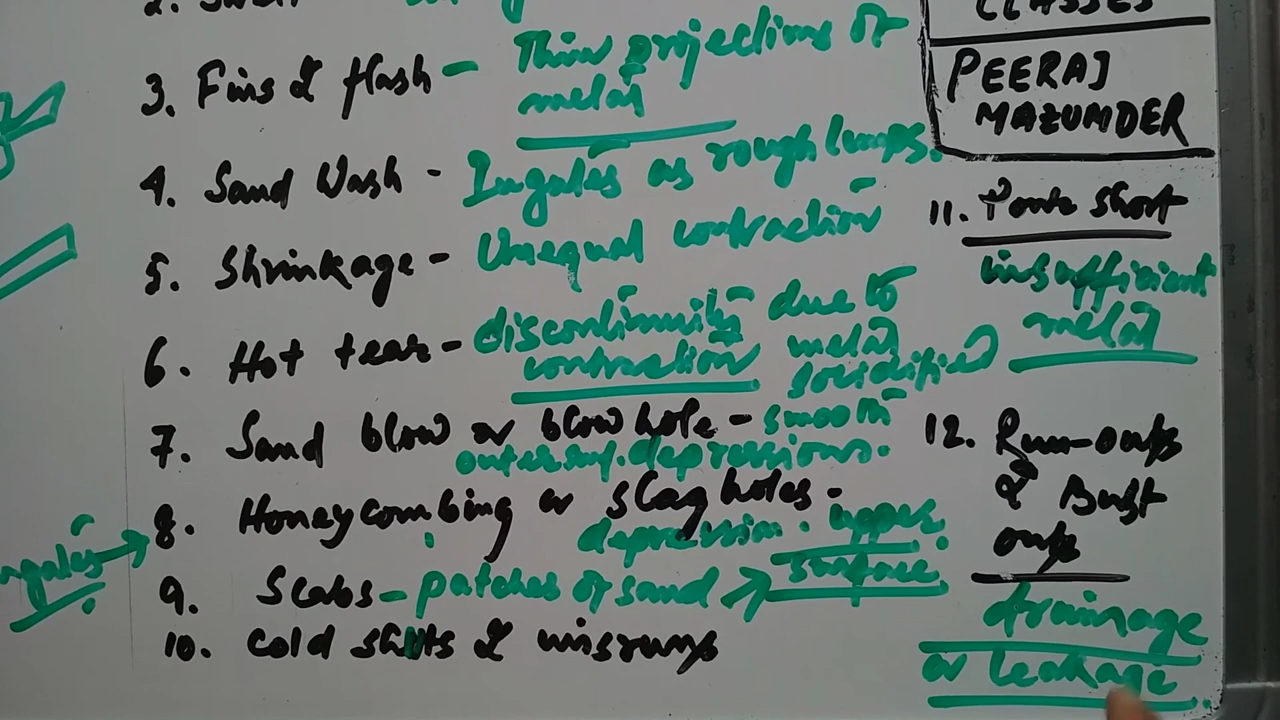 2. Swell
CLASSES
PEERAJ
MAZUMDER
3. Fins & flash - Thin projections of
metal
4. Sand Wash - Ingates as rough lumps.
5. Shrinkage - Unequal contraction
6. Hot tear - discontinuity due to
contraction metal
solidified
7. Sand blow or blow hole - smooth
outer surf. depressions.
8. Honeycombing or slag holes -
depression. upper
surface.
9. Scabs - patches of sand
10. Cold shuts & misruns
11. Pour short
insufficient
metal
12. Run-outs
& Bust
outs
drainage
or leakage